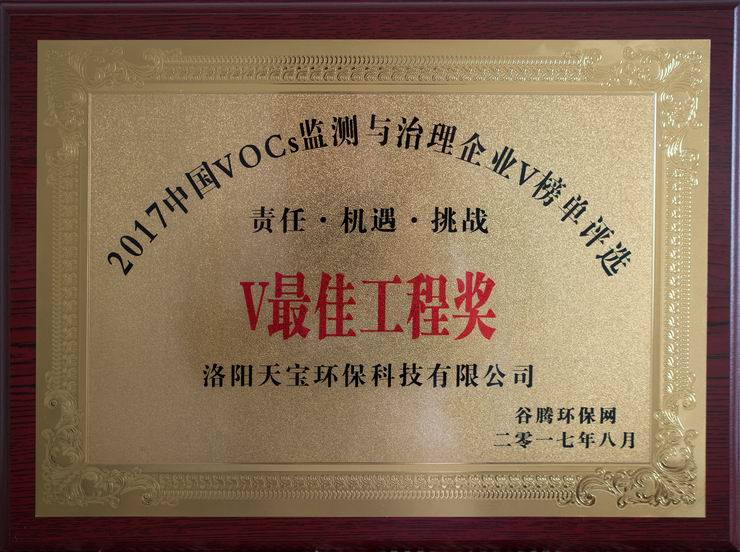 2017中国VOCs监测与治理企业V榜单评选
责任·机遇·挑战
V最佳工程奖
洛阳天宝环保科技有限公司
谷腾环保网
二零一七年八月